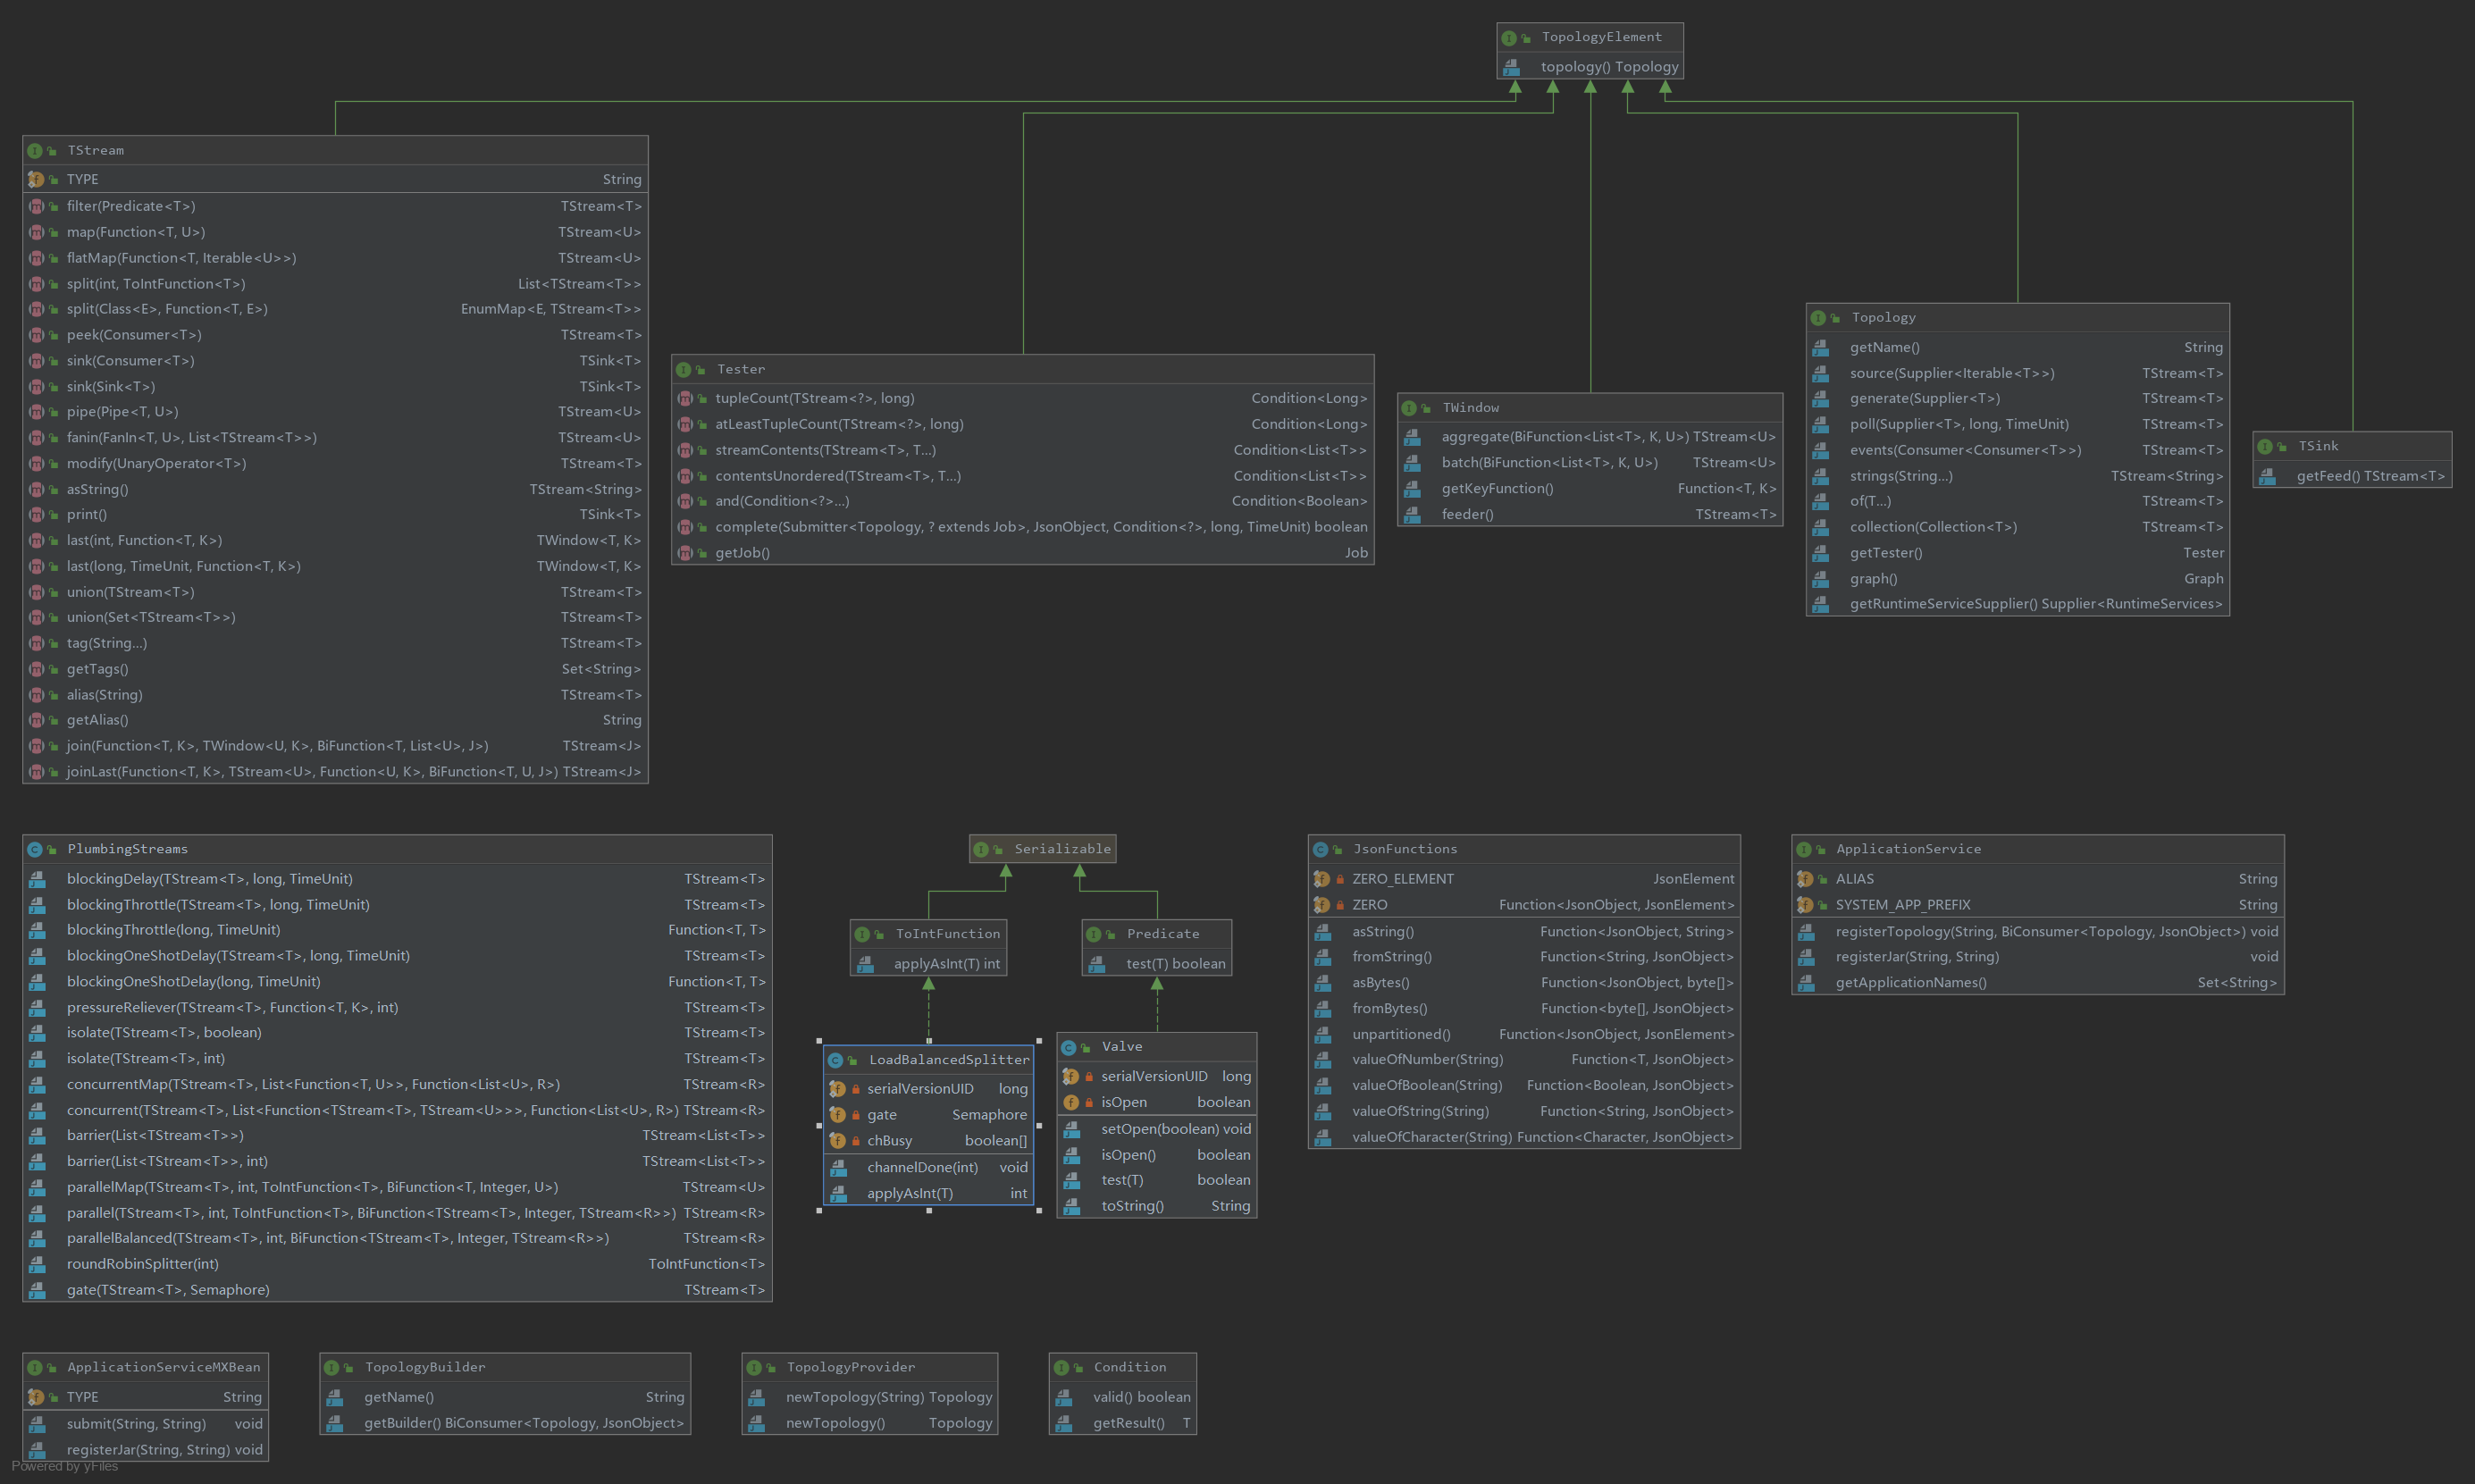 TopologyElement
topology() Topology
TStream
TYPE String
filter(Predicate<T>) TStream<T>
map(Function<T, U>) TStream<U>
flatMap(Function<T, Iterable<U>>) TStream<U>
split(int, ToIntFunction<T>) List<TStream<T>>
split(Class<E>, Function<T, E>) EnumMap<E, TStream<T>>
peek(Consumer<T>) TStream<T>
sink(Consumer<T>) TSink<T>
sink(Sink<T>) TSink<T>
pipe(Pipe<T, U>) TStream<U>
fanin(FanIn<T, U>, List<TStream<T>>) TStream<U>
modify(UnaryOperator<T>) TStream<T>
asString() TStream<String>
print() TSink<T>
last(int, Function<T, K>) TWindow<T, K>
last(long, TimeUnit, Function<T, K>) TWindow<T, K>
union(TStream<T>) TStream<T>
union(Set<TStream<T>>) TStream<T>
tag(String...) TStream<T>
getTags() Set<String>
alias(String) TStream<T>
getAlias() String
join(Function<T, K>, TWindow<U, K>, BiFunction<T, List<U>, J>) TStream<J>
joinLast(Function<T, K>, TStream<U>, Function<U, K>, BiFunction<T, U, J>) TStream<J>
Tester
tupleCount(TStream<?>, long) Condition<Long>
atLeastTupleCount(TStream<?>, long) Condition<Long>
streamContents(TStream<T>, T...) Condition<List<T>>
contentsUnordered(TStream<T>, T...) Condition<List<T>>
and(Condition<?>...) Condition<Boolean>
complete(Submitter<Topology, ? extends Job>, JsonObject, Condition<?>, long, TimeUnit) boolean
getJob() Job
TWindow
aggregate(BiFunction<List<T>, K, U>) TStream<U>
batch(BiFunction<List<T>, K, U>) TStream<U>
getKeyFunction() Function<T, K>
feeder() TStream<T>
Topology
getName() String
source(Supplier<Iterable<T>>) TStream<T>
generate(Supplier<T>) TStream<T>
poll(Supplier<T>, long, TimeUnit) TStream<T>
events(Consumer<Consumer<T>>) TStream<T>
strings(String...) TStream<String>
of(T...) TStream<T>
collection(Collection<T>) TStream<T>
getTester() Tester
graph() Graph
getRuntimeServiceSupplier() Supplier<RuntimeServices>
TSink
getFeed() TStream<T>
PlumbingStreams
blockingDelay(TStream<T>, long, TimeUnit) TStream<T>
blockingThrottle(TStream<T>, long, TimeUnit) TStream<T>
blockingThrottle(long, TimeUnit) Function<T, T>
blockingOneShotDelay(TStream<T>, long, TimeUnit) TStream<T>
blockingOneShotDelay(long, TimeUnit) Function<T, T>
pressureReliever(TStream<T>, Function<T, K>, int) TStream<T>
isolate(TStream<T>, boolean) TStream<T>
isolate(TStream<T>, int) TStream<T>
concurrentMap(TStream<T>, List<Function<T, U>>, Function<List<U>, R>) TStream<R>
concurrent(TStream<T>, List<Function<TStream<T>, TStream<U>>>, Function<List<U>, R>) TStream<R>
barrier(List<TStream<T>>) TStream<List<T>>
barrier(List<TStream<T>>, int) TStream<List<T>>
parallelMap(TStream<T>, int, ToIntFunction<T>, BiFunction<T, Integer, U>) TStream<U>
parallel(TStream<T>, int, ToIntFunction<T>, BiFunction<TStream<T>, Integer, TStream<R>>) TStream<R>
parallelBalanced(TStream<T>, int, BiFunction<TStream<T>, Integer, TStream<R>>) TStream<R>
roundRobinSplitter(int) ToIntFunction<T>
gate(TStream<T>, Semaphore) TStream<T>
Serializable
ToIntFunction
applyAsInt(T) int
Predicate
test(T) boolean
LoadBalancedSplitter
serialVersionUID long
gate Semaphore
chBusy boolean[]
channelDone(int) void
applyAsInt(T) int
Valve
serialVersionUID long
isOpen boolean
setOpen(boolean) void
isOpen() boolean
test(T) boolean
toString() String
JsonFunctions
ZERO_ELEMENT JsonElement
ZERO Function<JsonObject, JsonElement>
asString() Function<JsonObject, String>
fromString() Function<String, JsonObject>
asBytes() Function<JsonObject, byte[]>
fromBytes() Function<byte[], JsonObject>
unpartitioned() Function<JsonObject, JsonElement>
valueOfNumber(String) Function<T, JsonObject>
valueOfBoolean(String) Function<Boolean, JsonObject>
valueOfString(String) Function<String, JsonObject>
valueOfCharacter(String) Function<Character, JsonObject>
ApplicationService
ALIAS String
SYSTEM_APP_PREFIX String
registerTopology(String, BiConsumer<Topology, JsonObject>) void
registerJar(String, String) void
getApplicationNames() Set<String>
ApplicationServiceMXBean
TYPE String
submit(String, String) void
registerJar(String, String) void
TopologyBuilder
getName() String
getBuilder() BiConsumer<Topology, JsonObject>
TopologyProvider
newTopology(String) Topology
newTopology() Topology
Condition
valid() boolean
getResult() T
Powered by yFiles